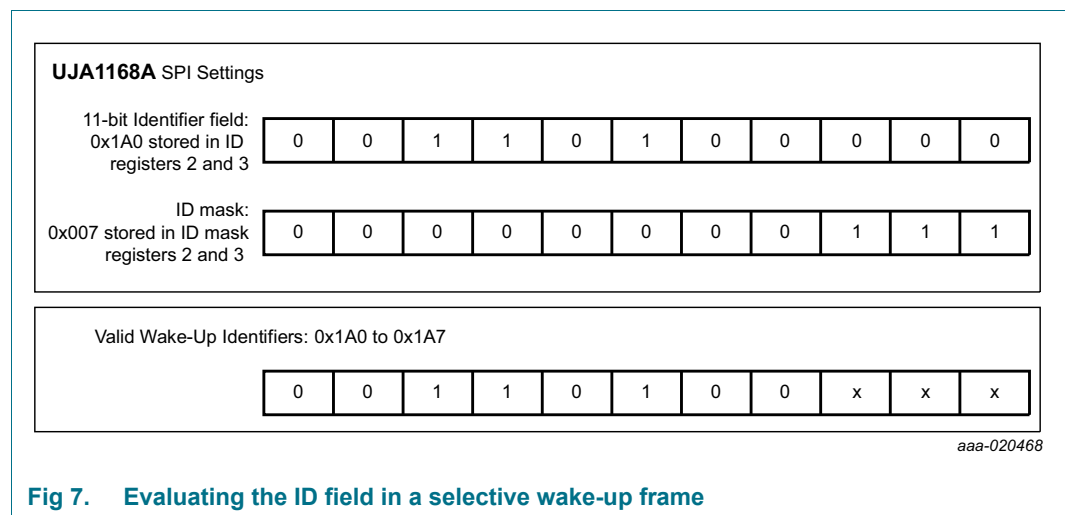 UJA1168A SPI Settings
11-bit Identifier field:
0x1A0 stored in ID
registers 2 and 3
0 0 1 1 0 1 0 0 0 0 0
ID mask:
0x007 stored in ID mask
registers 2 and 3
0 0 0 0 0 0 0 0 1 1 1
Valid Wake-Up Identifiers: 0x1A0 to 0x1A7
0 0 1 1 0 1 0 0 x x x
aaa-020468
Fig 7. Evaluating the ID field in a selective wake-up frame